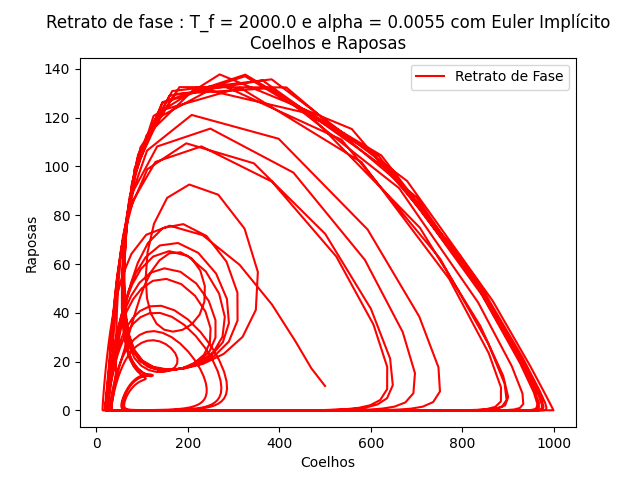 Retrato de fase : T_f = 2000.0 e alpha = 0.0055 com Euler Implícito
Coelhos e Raposas
Retrato de Fase
140
120
100
80
60
40
20
0
Raposas
0
200
400
600
800
1000
Coelhos